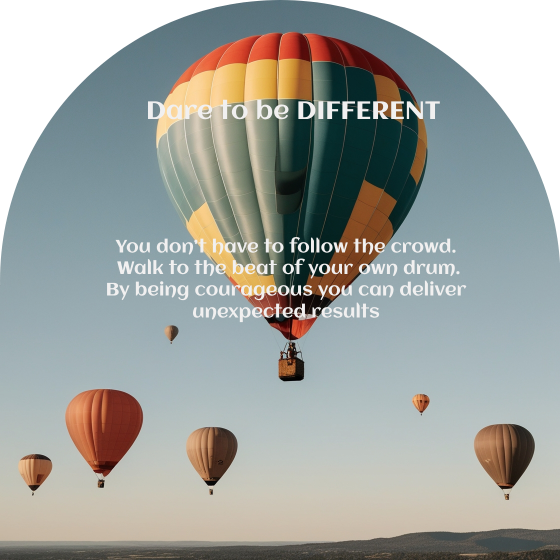 Dare to be DIFFERENT
You don't have to follow the crowd.
Walk to the beat of your own drum.
By being courageous you can deliver
unexpected results